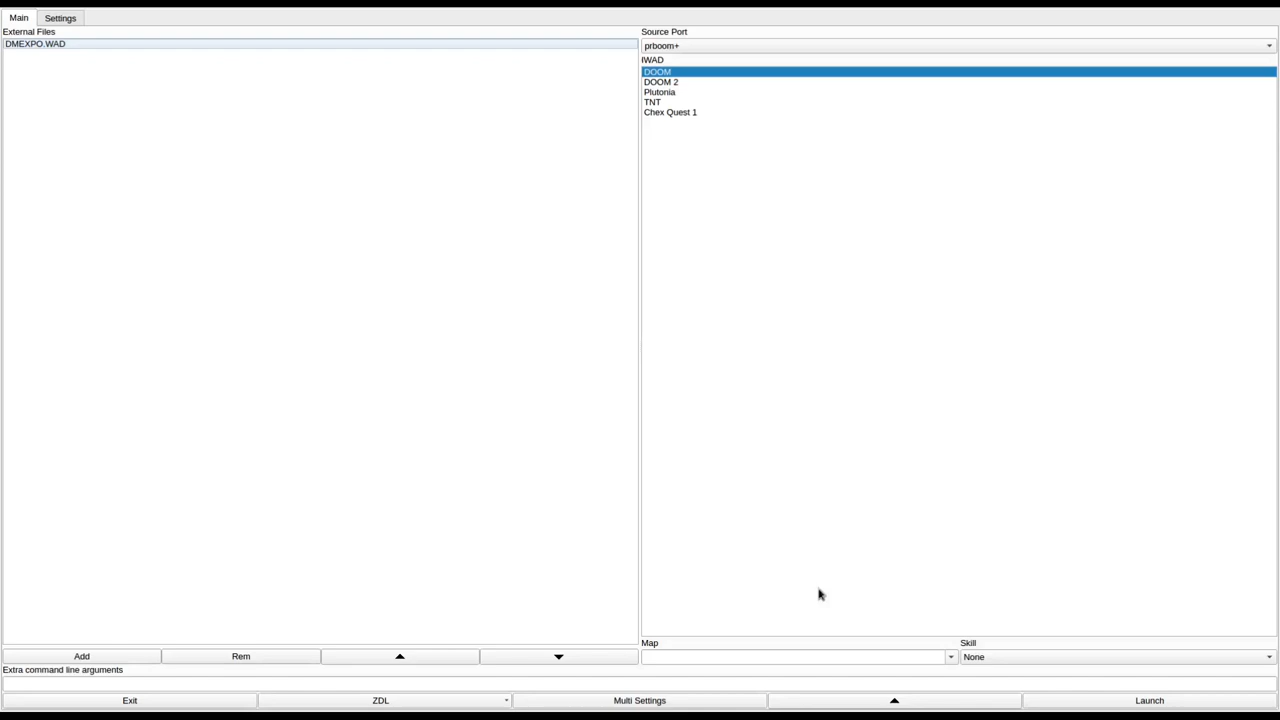 Main
Settings
External Files
DMEXPO.WAD
Source Port
prboom+
IWAD
DOOM
DOOM 2
Plutonia
TNT
Chex Quest 1
Map
Skill
None
Add
Rem
Extra command line arguments
Exit
ZDL
Multi Settings
Launch